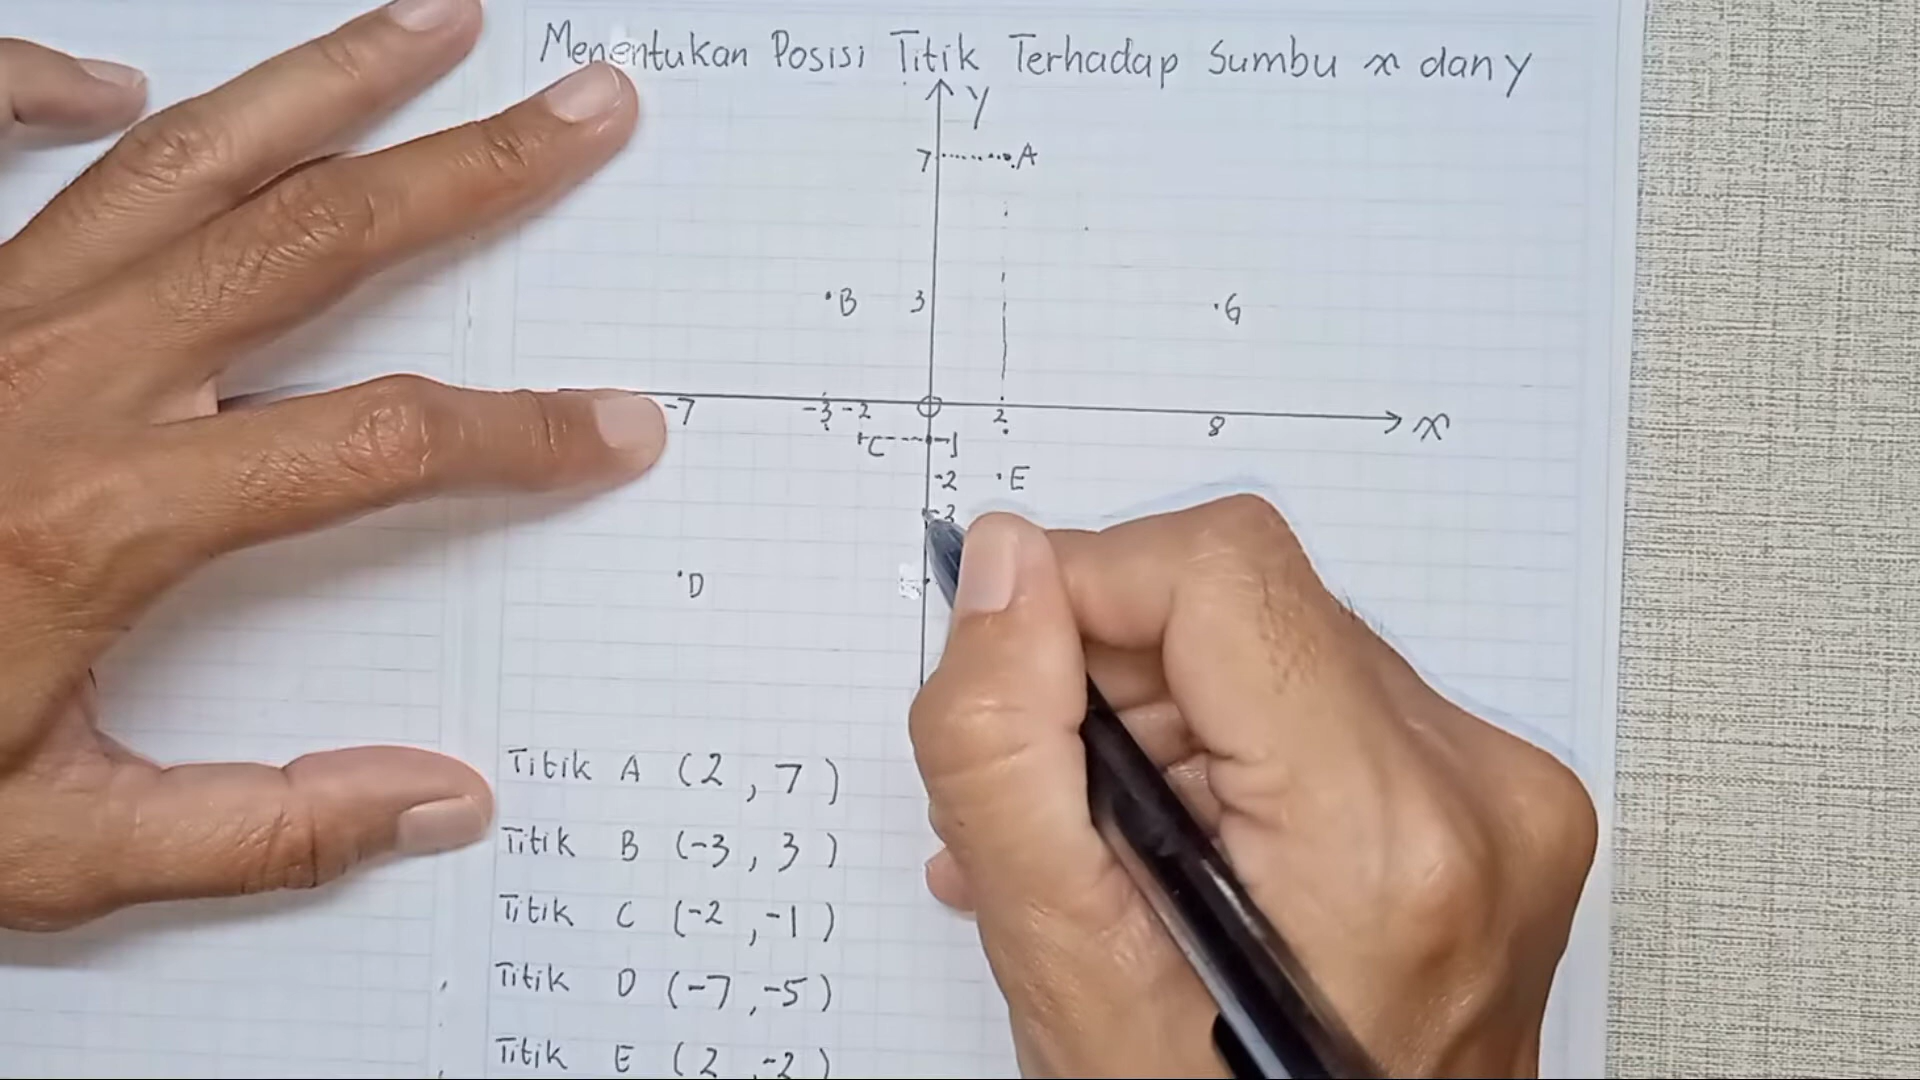 Menentukan Posisi Titik Terhadap Sumbu x dan y
Y
7 A
B 3 G
-7 -3 -2 2 8 x
C -1
-2 E
D
Titik A (2, 7)
Titik B (-3, 3)
Titik C (-2, -1)
Titik D (-7, -5)
Titik E (2, -2)